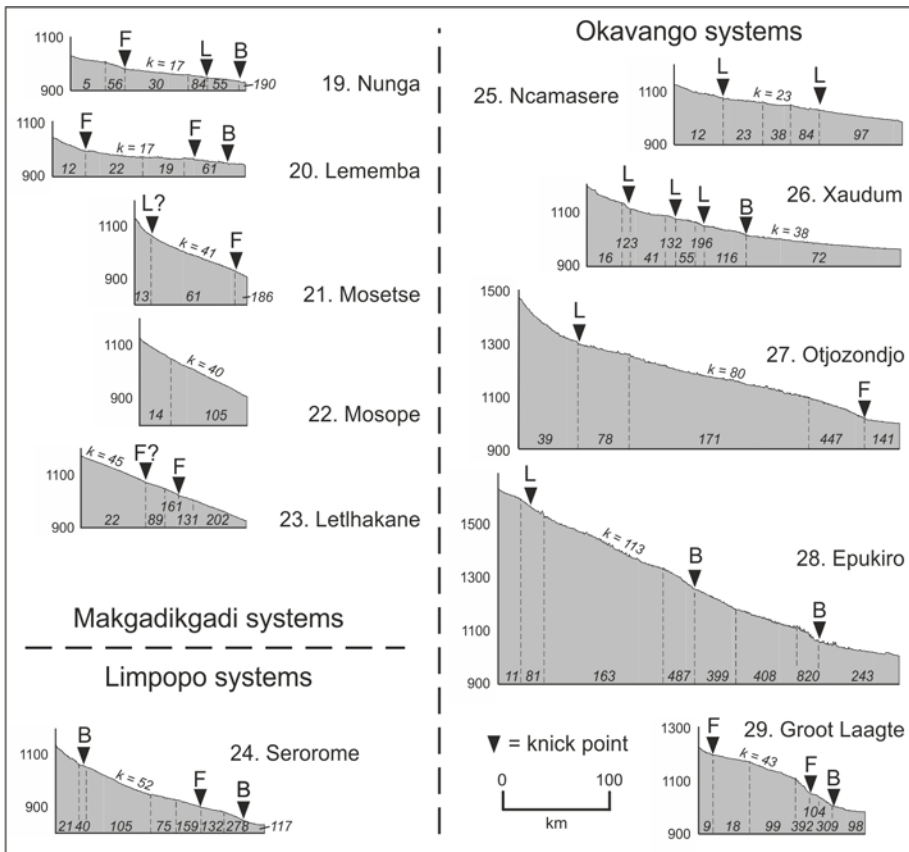 1100
900
F
L
B
k = 17
5 56 30 84 55 190
19. Nunga
1100
900
F
F
B
k = 17
12 22 19 61
20. Lememba
L?
F
1100
900
k = 41
13 61 186
21. Mosetse
1100
900
k = 40
14 105
22. Mosope
F?
F
k = 45
1100
900
161
22 89 131 202
23. Letlhakane
Makgadikgadi systems
Limpopo systems
B
F
B
24. Serorome
1100
900
k = 52
21 40 105 75 159 132 278 117
Okavango systems
25. Ncamasere
L
L
1100
900
k = 23
12 23 38 84 97
26. Xaudum
L
L
L
B
1100
900
k = 38
123 132 196
16 41 55 116 72
1500
1300
1100
900
L
F
27. Otjozondjo
k = 80
39 78 171 447 141
1500
1300
1100
900
L
B
B
28. Epukiro
k = 113
11 81 163 487 399 408 820 243
= knick point
0 100
km
29. Groot Laagte
1300
1100
900
F
F
B
k = 43
104
9 18 99 392 309 98